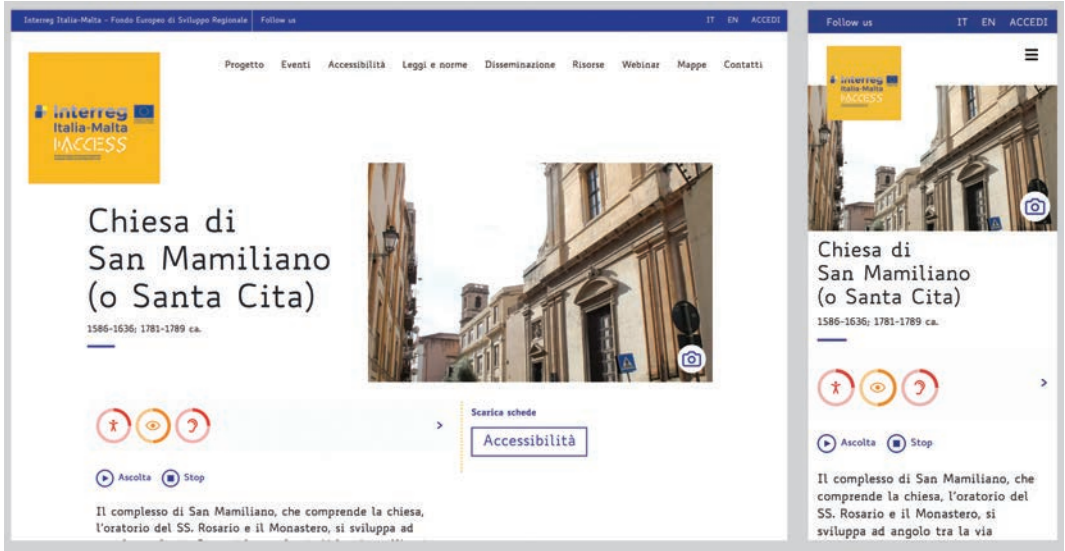 Interreg Italia-Malta - Fondo Europeo di Sviluppo Regionale Follow us IT EN ACCEDI
Progetto Eventi Accessibilità Leggi e norme Disseminazione Risorse Webinar Mappe Contatti
Interreg
Italia-Malta
I-ACCESS
Chiesa di
San Mamiliano
(o Santa Cita)
1586-1636; 1781-1789 ca.
Scarica schede
Accessibilità
Ascolta Stop
Il complesso di San Mamiliano, che comprende la chiesa,
l'oratorio del SS. Rosario e il Monastero, si sviluppa ad
Follow us IT EN ACCEDI
Interreg
Italia-Malta
I-ACCESS
Chiesa di
San Mamiliano
(o Santa Cita)
1586-1636; 1781-1789 ca.
Ascolta Stop
Il complesso di San Mamiliano, che
comprende la chiesa, l'oratorio del
SS. Rosario e il Monastero, si
sviluppa ad angolo tra la via